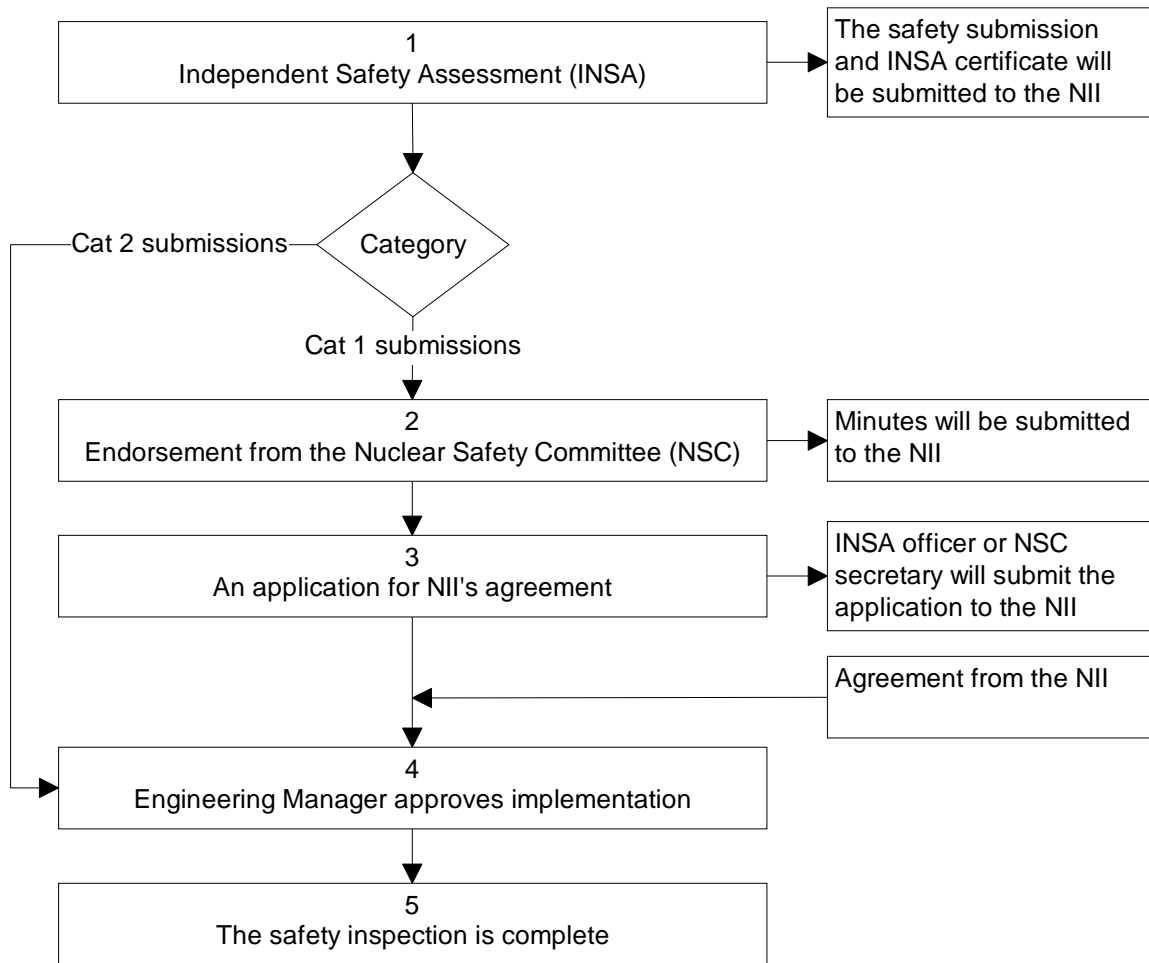 1
Independent Safety Assessment (INSA)
The safety submission
and INSA certificate will
be submitted to the NII
Category
Cat 2 submissions
Cat 1 submissions
2
Endorsement from the Nuclear Safety Committee (NSC)
Minutes will be submitted
to the NII
3
An application for NII's agreement
INSA officer or NSC
secretary will submit the
application to the NII
Agreement from the NII
4
Engineering Manager approves implementation
5
The safety inspection is complete